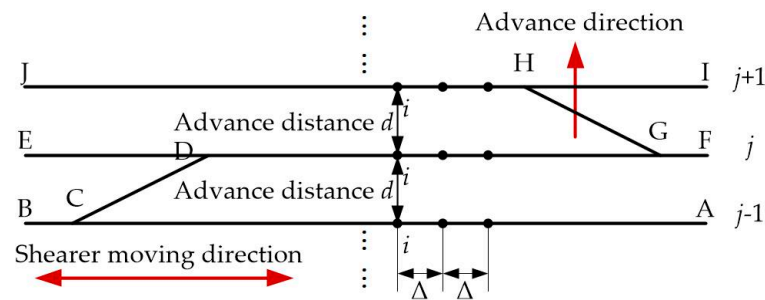 Advance direction
J
H
I
j+1
i
Advance distance d
E
D
G
F
j
i
Advance distance d
C
B
A
j-1
i
Shearer moving direction
Δ Δ